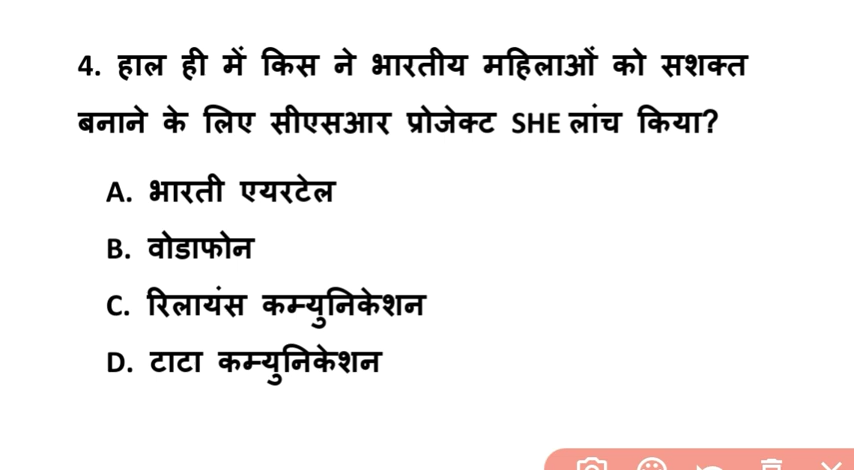 4. हाल ही में किस ने भारतीय महिलाओं को सशक्त
बनाने के लिए सीएसआर प्रोजेक्ट SHE लांच किया?
A. भारती एयरटेल
B. वोडाफोन
C. रिलायंस कम्युनिकेशन
D. टाटा कम्युनिकेशन